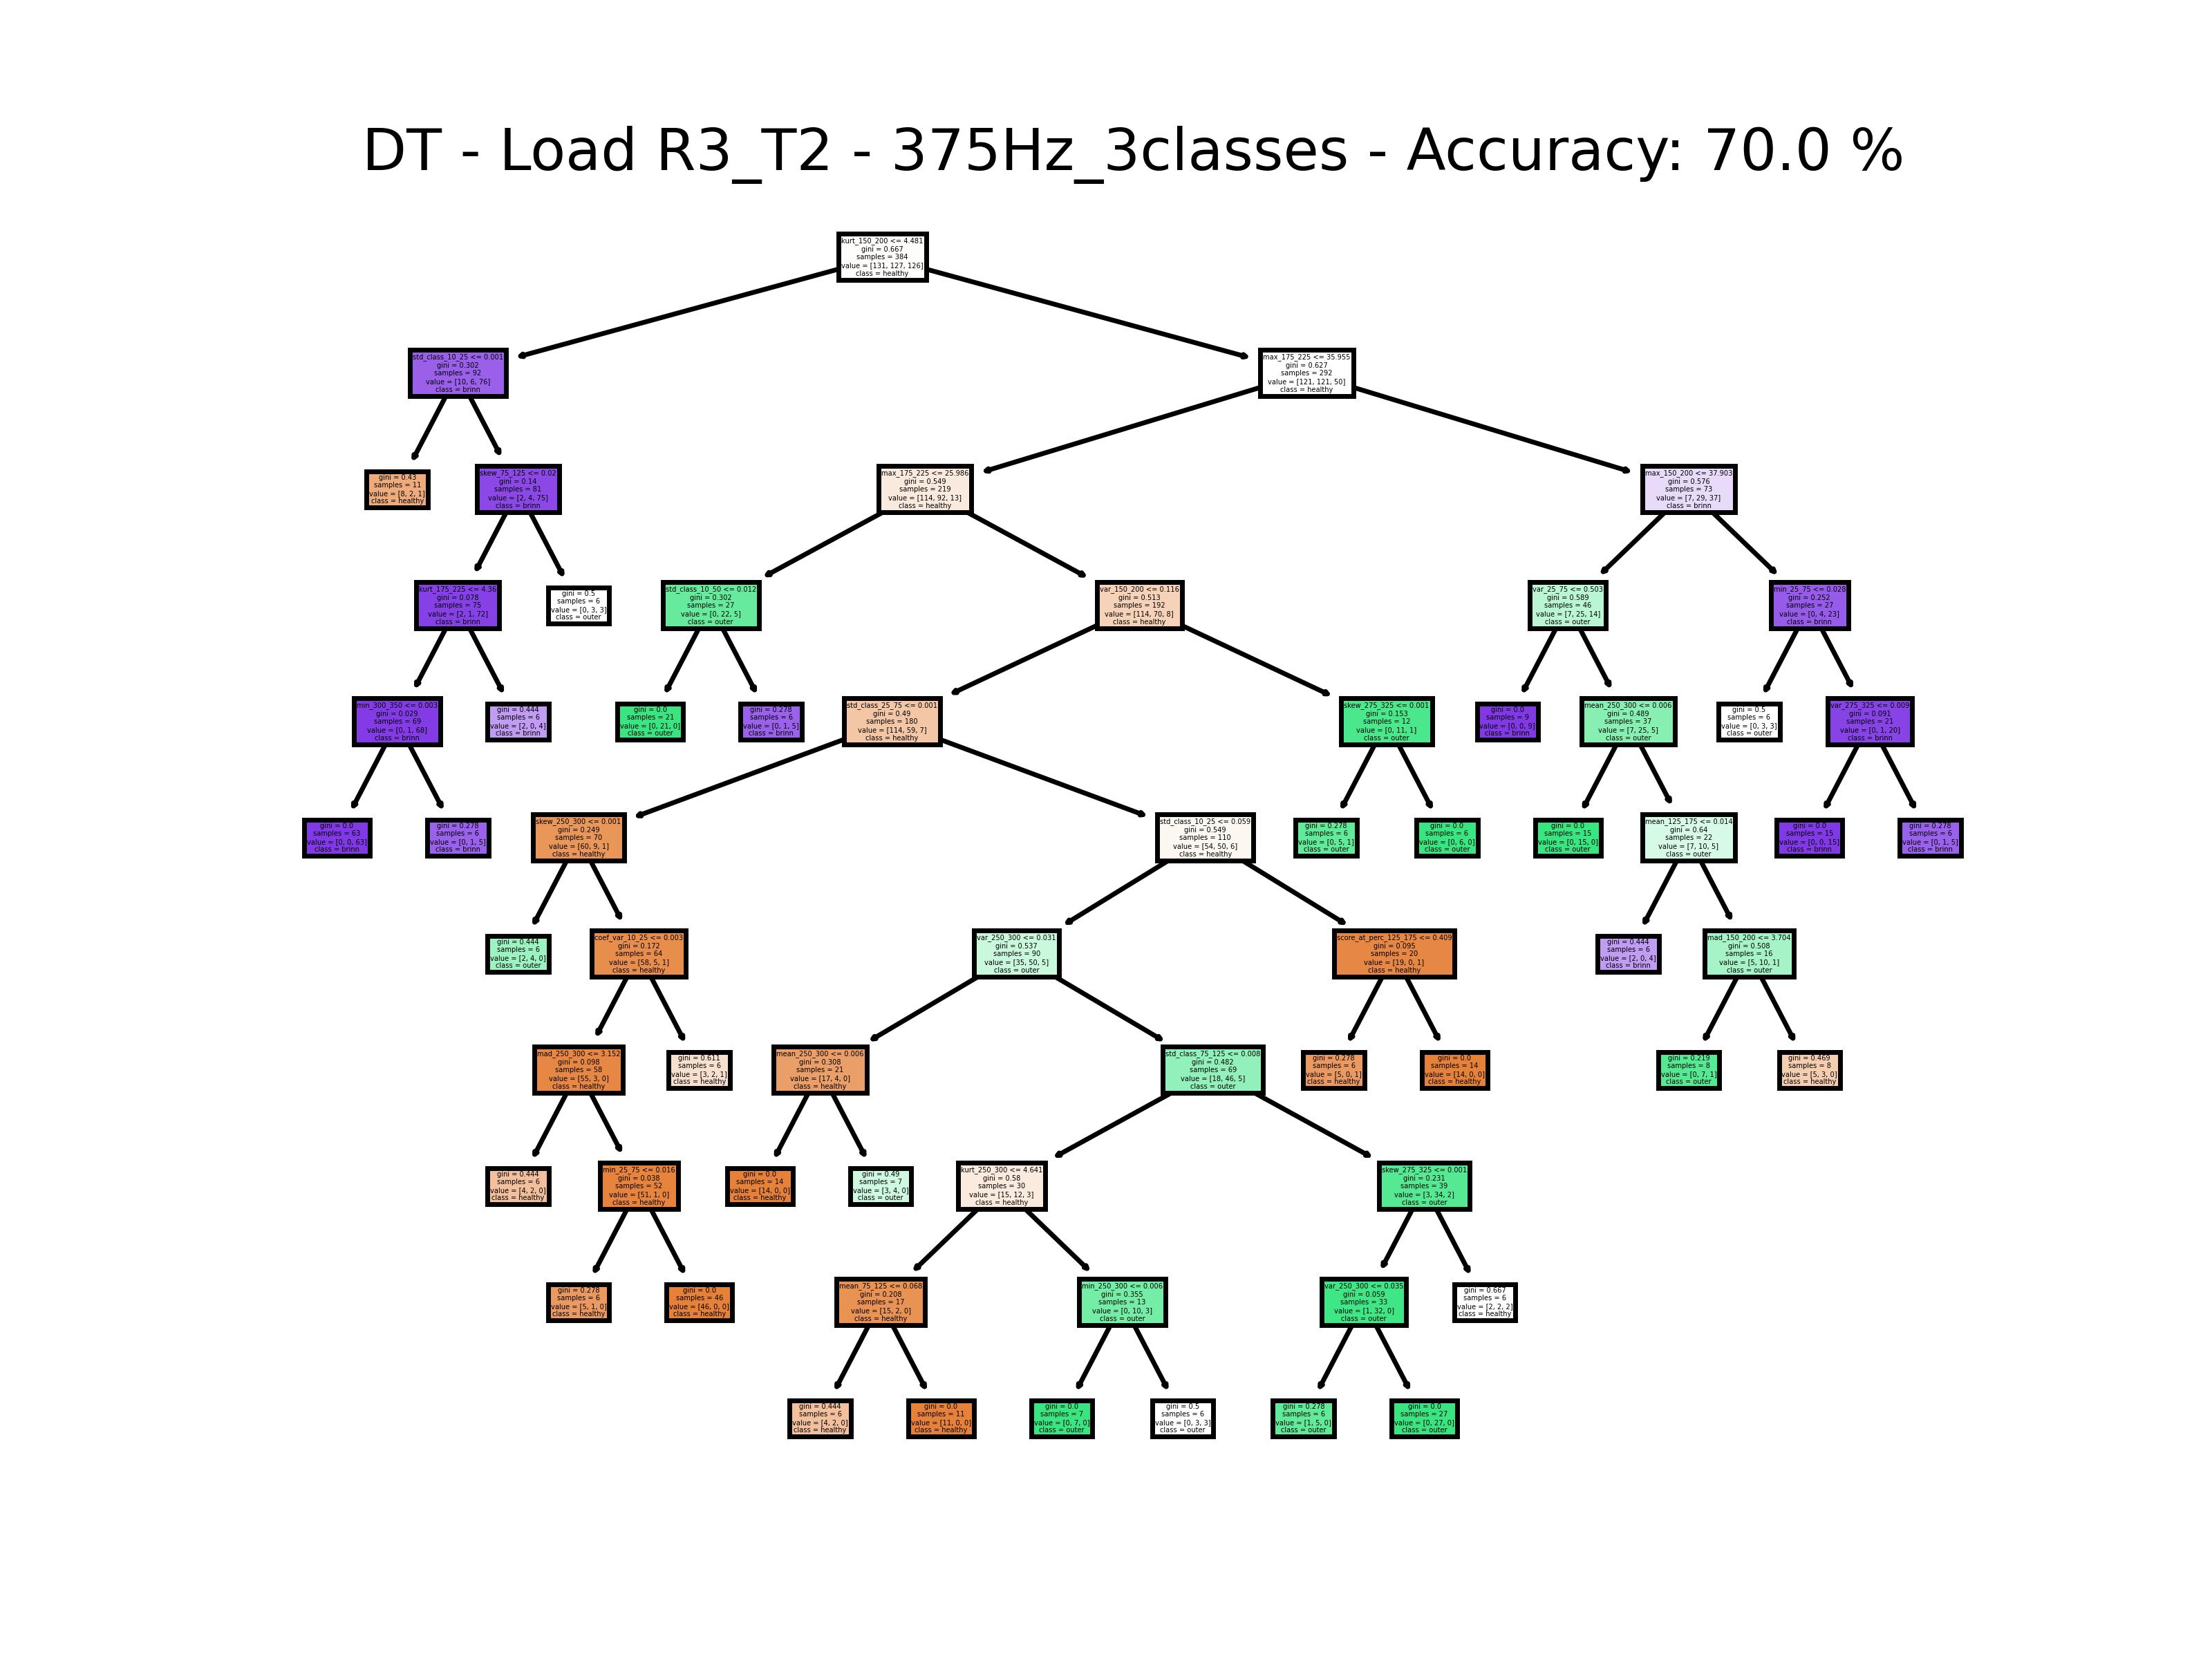 DT - Load R3_T2 - 375Hz_3classes - Accuracy: 70.0 %
kurt_150_200 <= 4.481
gini = 0.667
samples = 384
value = [131, 127, 126]
class = healthy
std_class_10_25 <= 0.001
gini = 0.302
samples = 92
value = [10, 6, 76]
class = brinn
max_175_225 <= 35.955
gini = 0.627
samples = 292
value = [121, 121, 50]
class = healthy
gini = 0.43
samples = 11
value = [8, 2, 1]
class = healthy
skew_75_125 <= 0.02
gini = 0.14
samples = 81
value = [2, 4, 75]
class = brinn
max_175_225 <= 25.986
gini = 0.549
samples = 219
value = [114, 92, 13]
class = healthy
max_150_200 <= 37.903
gini = 0.576
samples = 73
value = [7, 29, 37]
class = brinn
kurt_175_225 <= 4.36
gini = 0.078
samples = 75
value = [2, 1, 72]
class = brinn
gini = 0.5
samples = 6
value = [0, 3, 3]
class = outer
std_class_10_50 <= 0.012
gini = 0.302
samples = 27
value = [0, 22, 5]
class = outer
var_150_200 <= 0.116
gini = 0.513
samples = 192
value = [114, 70, 8]
class = healthy
var_25_75 <= 0.503
gini = 0.589
samples = 46
value = [7, 25, 14]
class = outer
min_25_75 <= 0.028
gini = 0.252
samples = 27
value = [0, 4, 23]
class = brinn
min_300_350 <= 0.003
gini = 0.029
samples = 69
value = [0, 1, 68]
class = brinn
gini = 0.444
samples = 6
value = [2, 0, 4]
class = brinn
gini = 0.0
samples = 21
value = [0, 21, 0]
class = outer
gini = 0.278
samples = 6
value = [0, 1, 5]
class = brinn
std_class_25_75 <= 0.001
gini = 0.49
samples = 180
value = [114, 59, 7]
class = healthy
skew_275_325 <= 0.001
gini = 0.153
samples = 12
value = [0, 11, 1]
class = outer
gini = 0.0
samples = 9
value = [0, 0, 9]
class = brinn
mean_250_300 <= 0.006
gini = 0.489
samples = 37
value = [7, 25, 5]
class = outer
gini = 0.5
samples = 6
value = [0, 3, 3]
class = outer
var_275_325 <= 0.009
gini = 0.091
samples = 21
value = [0, 1, 20]
class = brinn
gini = 0.0
samples = 63
value = [0, 0, 63]
class = brinn
gini = 0.278
samples = 6
value = [0, 1, 5]
class = brinn
skew_250_300 <= 0.001
gini = 0.249
samples = 70
value = [60, 9, 1]
class = healthy
std_class_10_25 <= 0.059
gini = 0.549
samples = 110
value = [54, 50, 6]
class = healthy
gini = 0.278
samples = 6
value = [0, 5, 1]
class = outer
gini = 0.0
samples = 6
value = [0, 6, 0]
class = outer
gini = 0.0
samples = 15
value = [0, 15, 0]
class = outer
mean_125_175 <= 0.014
gini = 0.64
samples = 22
value = [7, 10, 5]
class = outer
gini = 0.0
samples = 15
value = [0, 0, 15]
class = brinn
gini = 0.278
samples = 6
value = [0, 1, 5]
class = brinn
gini = 0.444
samples = 6
value = [2, 4, 0]
class = outer
coef_var_10_25 <= 0.003
gini = 0.172
samples = 64
value = [58, 5, 1]
class = healthy
var_250_300 <= 0.031
gini = 0.537
samples = 90
value = [35, 50, 5]
class = outer
score_at_perc_125_175 <= 0.409
gini = 0.095
samples = 20
value = [19, 0, 1]
class = healthy
gini = 0.444
samples = 6
value = [2, 0, 4]
class = brinn
mad_150_200 <= 3.704
gini = 0.508
samples = 16
value = [5, 10, 1]
class = outer
mad_250_300 <= 3.152
gini = 0.098
samples = 58
value = [55, 3, 0]
class = healthy
gini = 0.611
samples = 6
value = [3, 2, 1]
class = healthy
mean_250_300 <= 0.006
gini = 0.308
samples = 21
value = [17, 4, 0]
class = healthy
std_class_75_125 <= 0.008
gini = 0.482
samples = 69
value = [18, 46, 5]
class = outer
gini = 0.278
samples = 6
value = [5, 0, 1]
class = healthy
gini = 0.0
samples = 14
value = [14, 0, 0]
class = healthy
gini = 0.219
samples = 8
value = [0, 7, 1]
class = outer
gini = 0.469
samples = 8
value = [5, 3, 0]
class = healthy
gini = 0.444
samples = 6
value = [4, 2, 0]
class = healthy
min_25_75 <= 0.016
gini = 0.038
samples = 52
value = [51, 1, 0]
class = healthy
gini = 0.0
samples = 14
value = [14, 0, 0]
class = healthy
gini = 0.49
samples = 7
value = [3, 4, 0]
class = outer
kurt_250_300 <= 4.641
gini = 0.58
samples = 30
value = [15, 12, 3]
class = healthy
skew_275_325 <= 0.001
gini = 0.231
samples = 39
value = [3, 34, 2]
class = outer
gini = 0.278
samples = 6
value = [5, 1, 0]
class = healthy
gini = 0.0
samples = 46
value = [46, 0, 0]
class = healthy
mean_75_125 <= 0.068
gini = 0.208
samples = 17
value = [15, 2, 0]
class = healthy
min_250_300 <= 0.006
gini = 0.355
samples = 13
value = [0, 10, 3]
class = outer
var_250_300 <= 0.035
gini = 0.059
samples = 33
value = [1, 32, 0]
class = outer
gini = 0.667
samples = 6
value = [2, 2, 2]
class = healthy
gini = 0.444
samples = 6
value = [4, 2, 0]
class = healthy
gini = 0.0
samples = 11
value = [11, 0, 0]
class = healthy
gini = 0.0
samples = 7
value = [0, 7, 0]
class = outer
gini = 0.5
samples = 6
value = [0, 3, 3]
class = outer
gini = 0.278
samples = 6
value = [1, 5, 0]
class = outer
gini = 0.0
samples = 27
value = [0, 27, 0]
class = outer